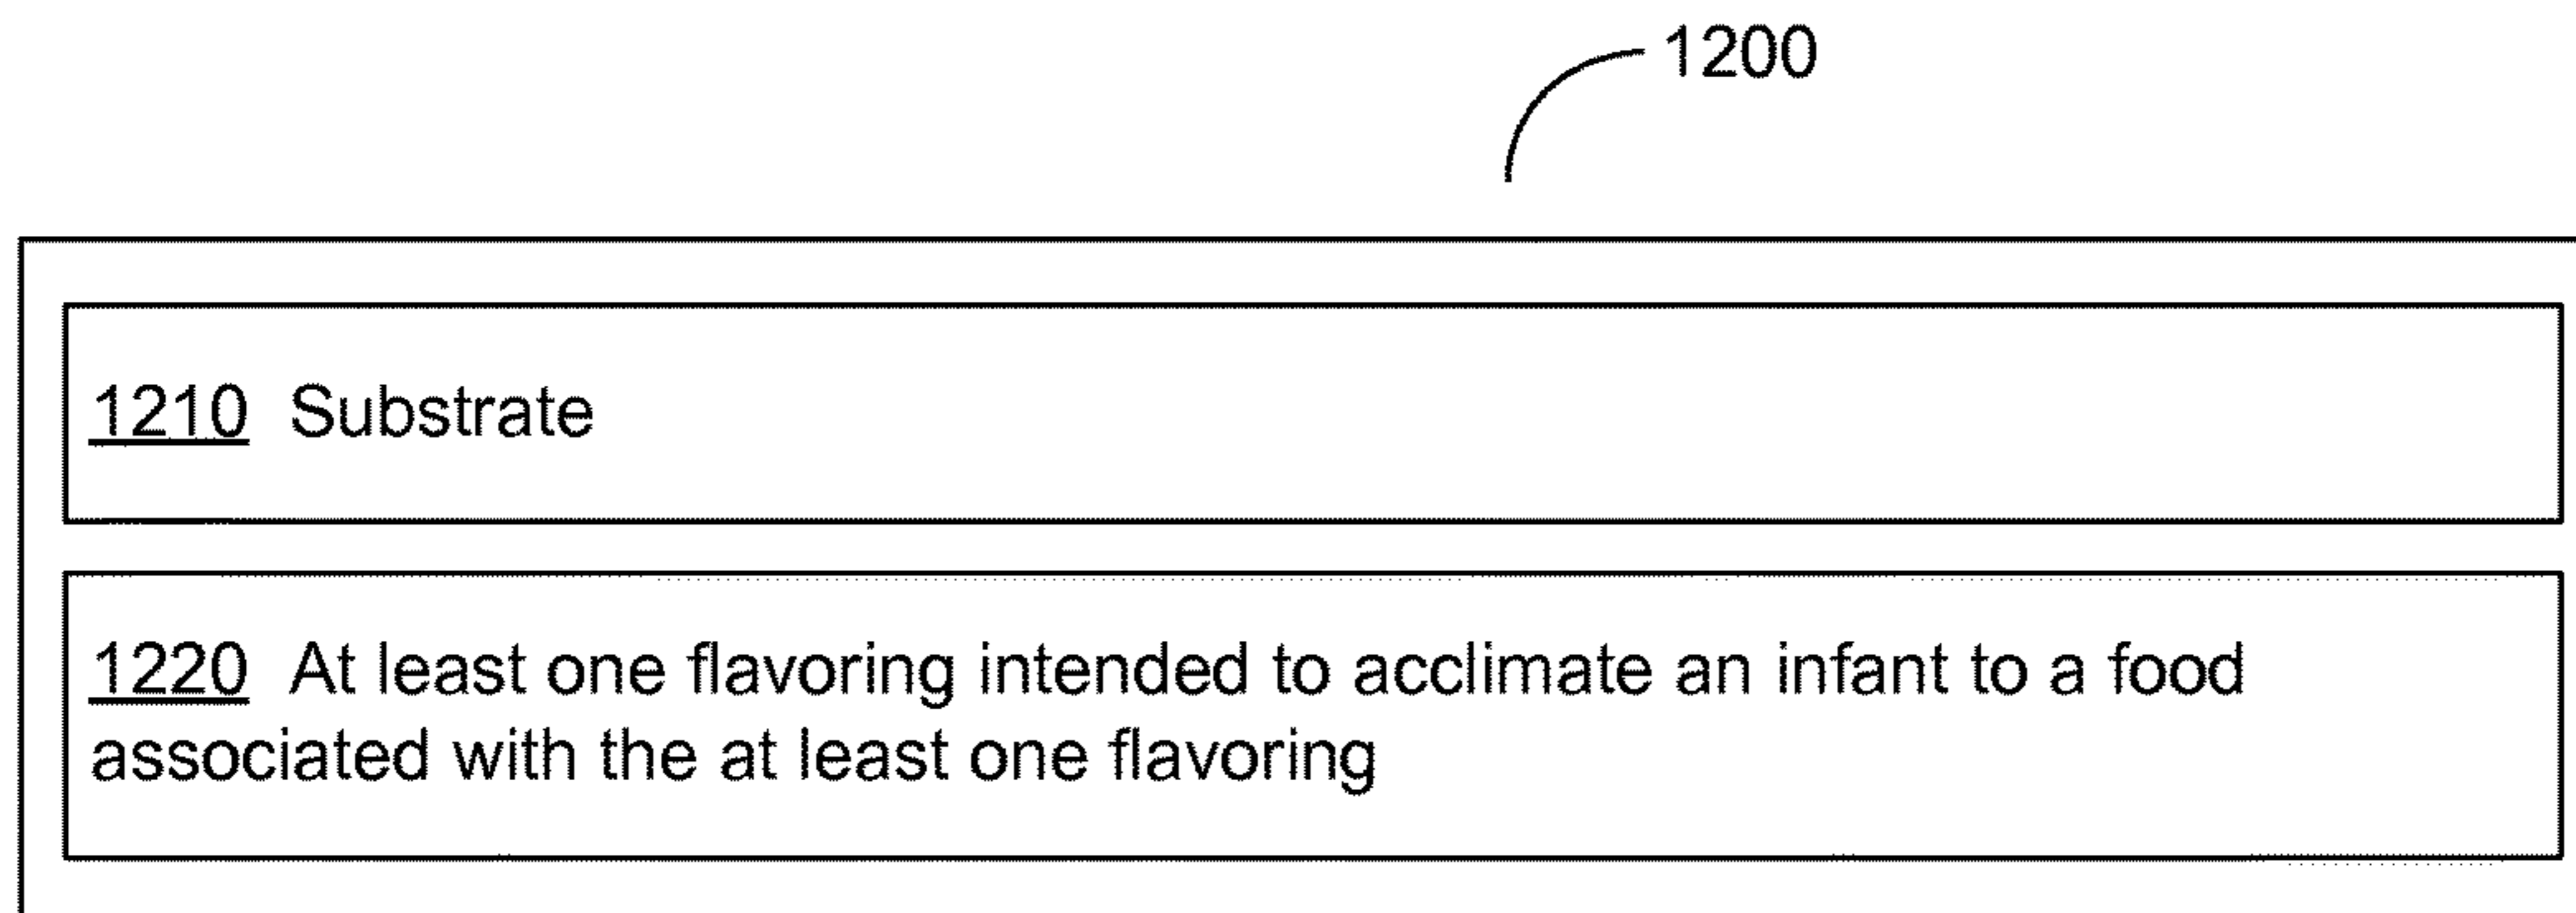 1200
1210 Substrate
1220 At least one flavoring intended to acclimate an infant to a food
associated with the at least one flavoring